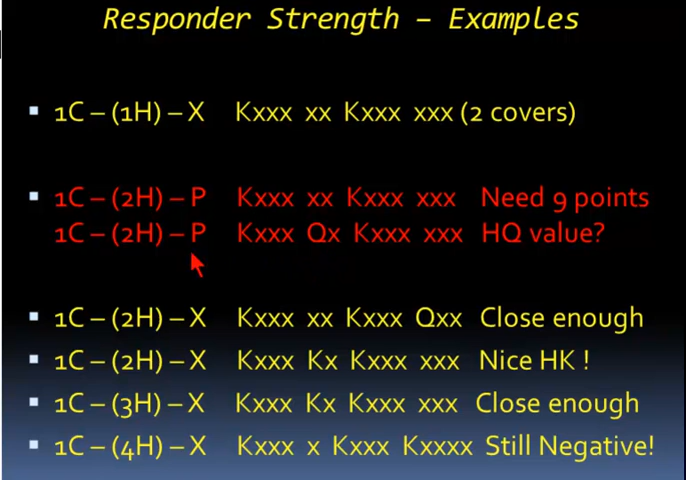 Responder Strength – Examples
▪ 1C – (1H) – X Kxxx xx Kxxx xxx (2 covers)
▪ 1C – (2H) – P Kxxx xx Kxxx xxx Need 9 points
1C – (2H) – P Kxxx Qx Kxxx xxx HQ value?
▪ 1C – (2H) – X Kxxx xx Kxxx Qxx Close enough
▪ 1C – (2H) – X Kxxx Kx Kxxx xxx Nice HK !
▪ 1C – (3H) – X Kxxx Kx Kxxx xxx Close enough
▪ 1C – (4H) – X Kxxx x Kxxx Kxxxx Still Negative!